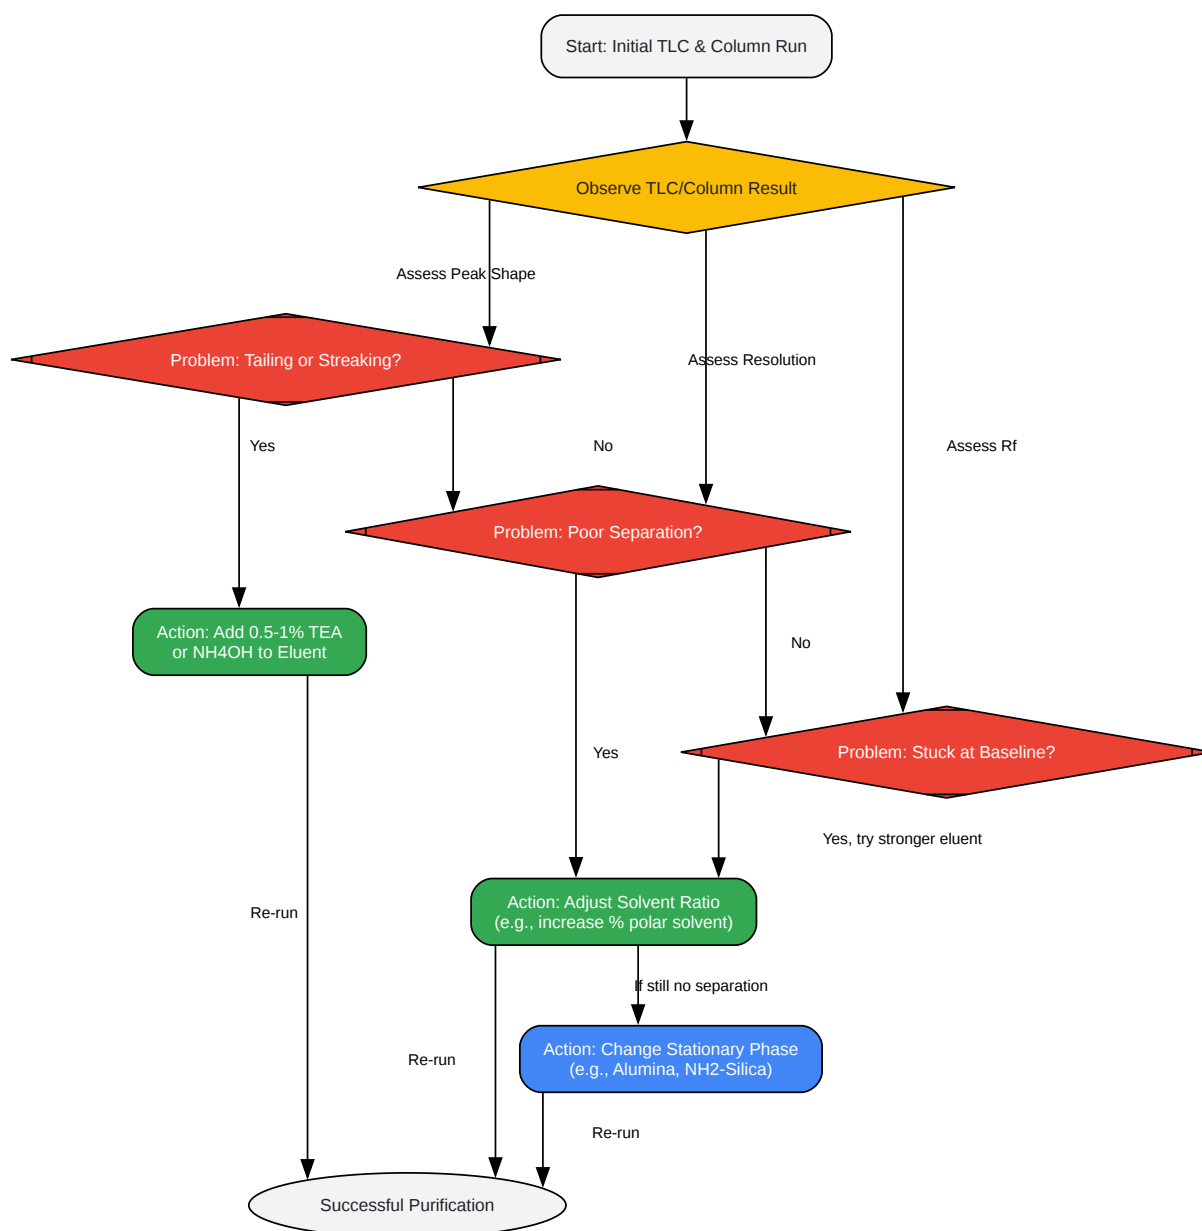 Start: Initial TLC & Column Run
Observe TLC/Column Result
Assess Peak Shape
Problem: Tailing or Streaking?
Assess Resolution
Yes
No
Assess Rf
Problem: Poor Separation?
Action: Add 0.5-1% TEA
or NH4OH to Eluent
No
Yes
Problem: Stuck at Baseline?
Yes, try stronger eluent
Action: Adjust Solvent Ratio
(e.g., increase % polar solvent)
Re-run
If still no separation
Action: Change Stationary Phase
(e.g., Alumina, NH2-Silica)
Re-run
Re-run
Successful Purification